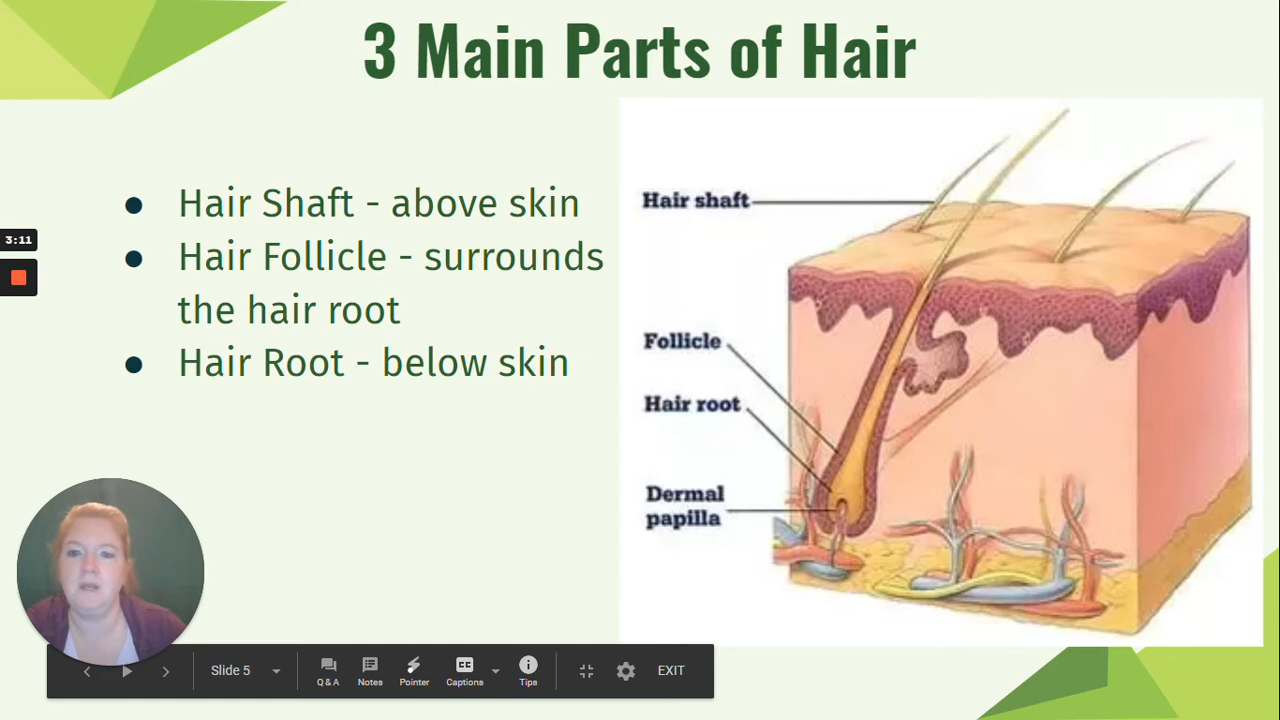 3 Main Parts of Hair
● Hair Shaft - above skin
● Hair Follicle - surrounds
the hair root
● Hair Root - below skin
3:11
Hair shaft
Follicle
Hair root
Dermal
papilla
Slide 5
Q & A
Notes
Pointer
CC
Captions
Tips
EXIT